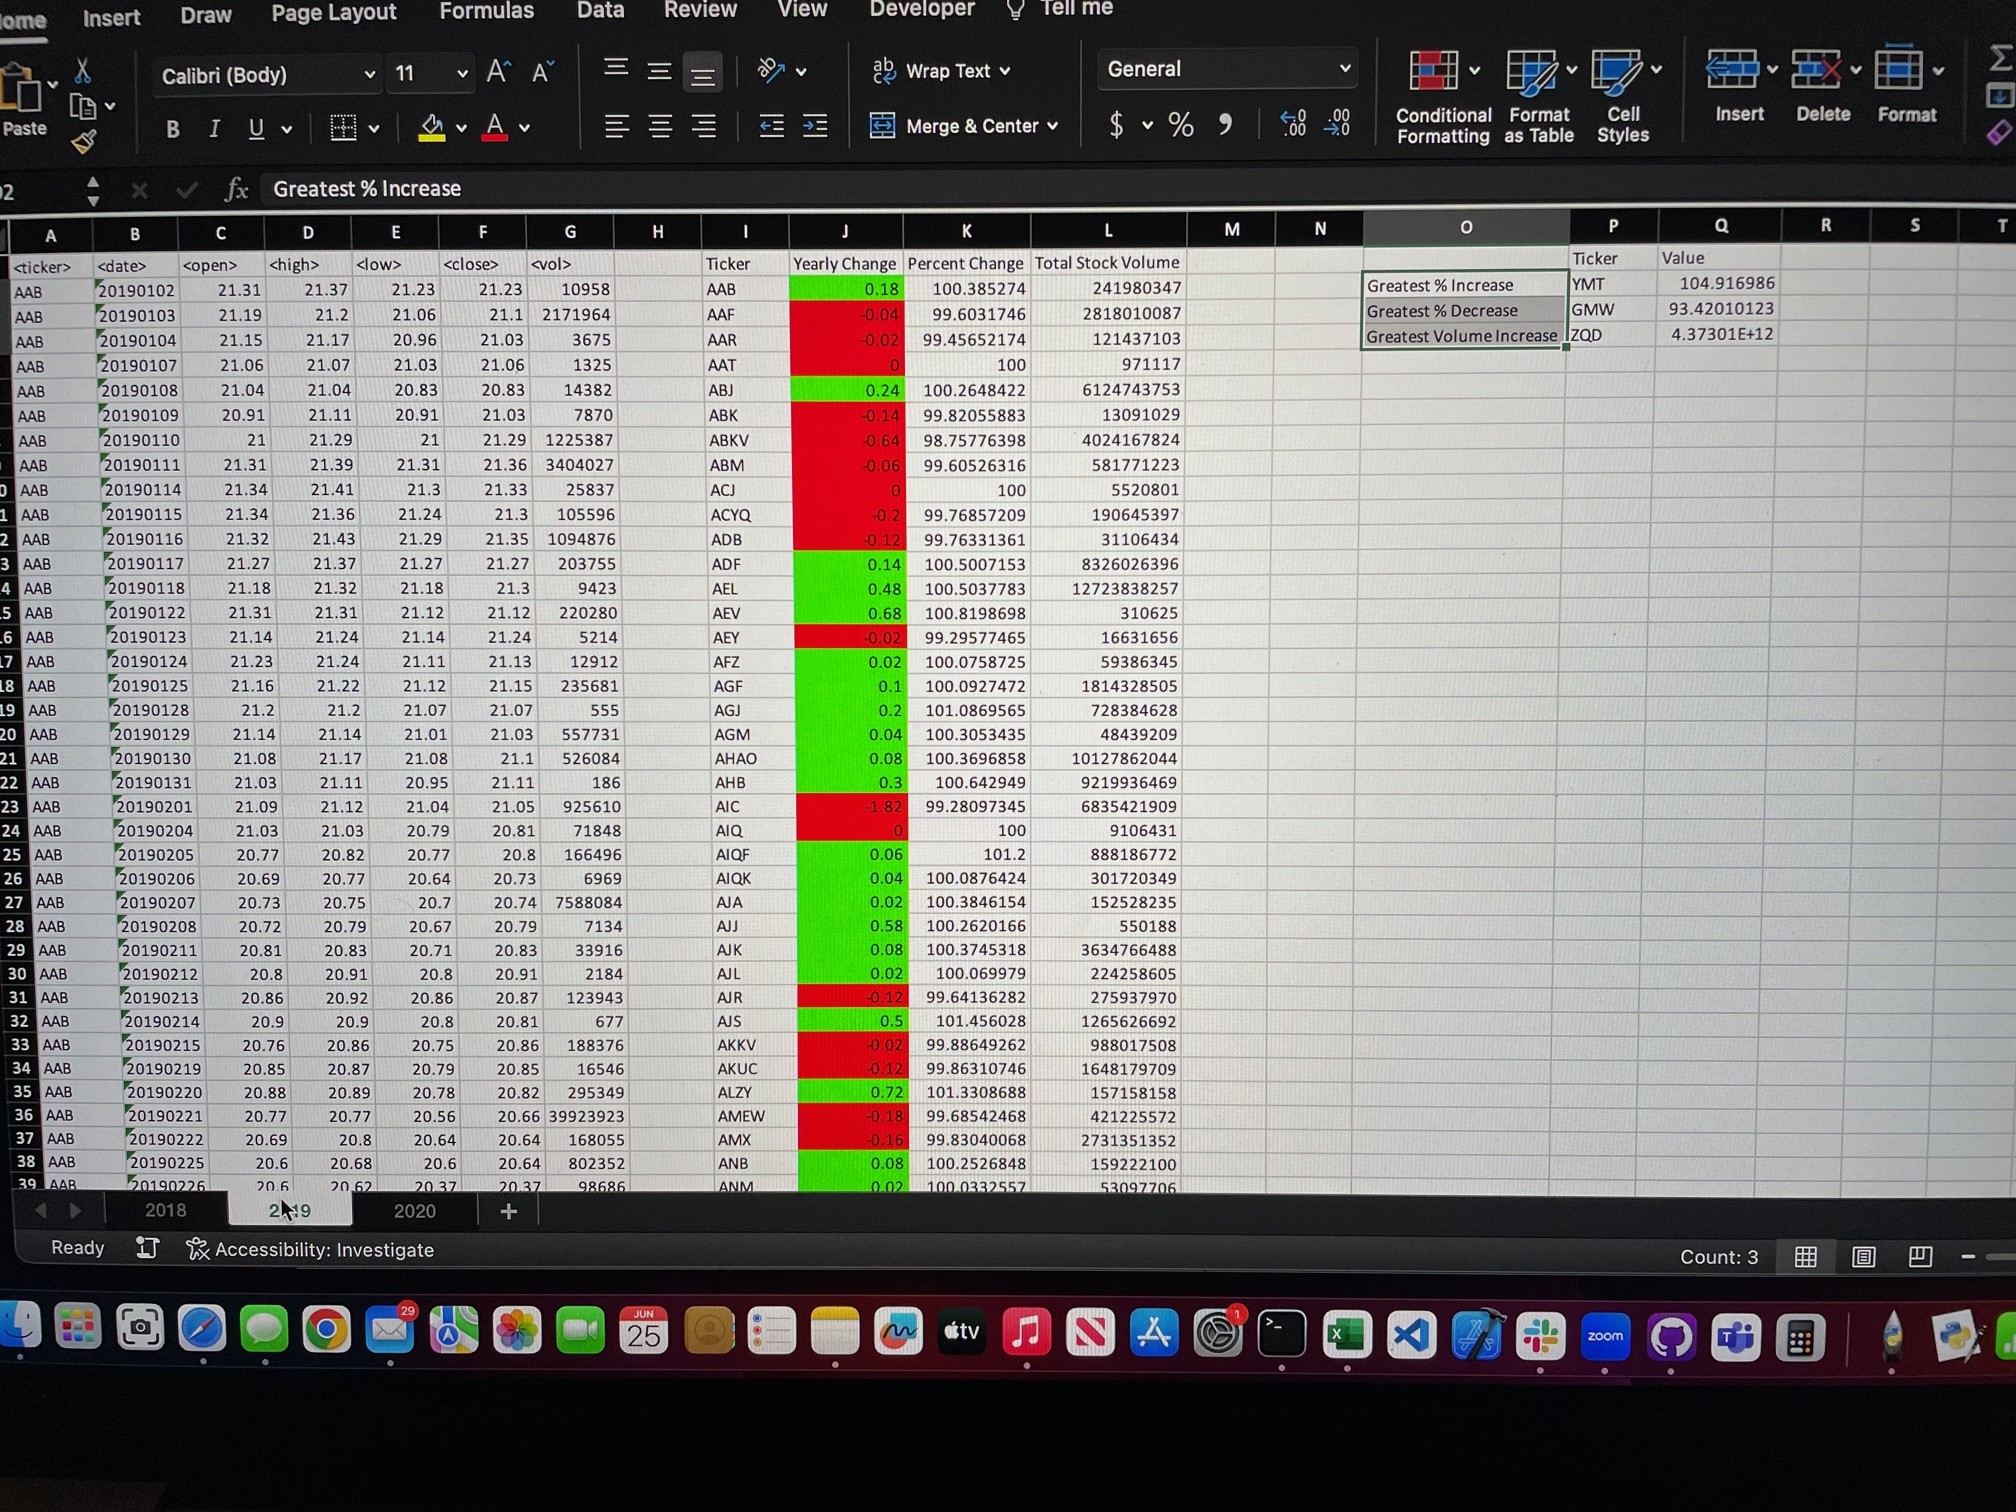 ome Insert Draw Page Layout Formulas Data Review View Developer Tell me
Calibri (Body) 11 Wrap Text General
Paste B I U Merge & Center $ % Conditional Formatting Format as Table Cell Styles Insert Delete Format
02 fx Greatest % Increase
A B C D E F G H I J K L M N O P Q R S T
<ticker> <date> <open> <high> <low> <close> <vol> Ticker Yearly Change Percent Change Total Stock Volume Ticker Value
AAB 20190102 21.31 21.37 21.23 21.23 10958 AAB 0.18 100.385274 241980347 Greatest % Increase YMT 104.916986
AAB 20190103 21.19 21.2 21.06 21.1 2171964 AAF -0.04 99.6031746 2818010087 Greatest % Decrease GMW 93.42010123
AAB 20190104 21.15 21.17 20.96 21.03 3675 AAR -0.02 99.45652174 121437103 Greatest Volume Increase ZQD 4.37301E+12
AAB 20190107 21.06 21.07 21.03 21.06 1325 AAT 0 100 971117
AAB 20190108 21.04 21.04 20.83 20.83 14382 ABJ 0.24 100.2648422 6124743753
AAB 20190109 20.91 21.11 20.91 21.03 7870 ABK -0.14 99.82055883 13091029
AAB 20190110 21 21.29 21 21.29 1225387 ABKV -0.64 98.75776398 4024167824
AAB 20190111 21.31 21.39 21.31 21.36 3404027 ABM -0.06 99.60526316 581771223
0 AAB 20190114 21.34 21.41 21.3 21.33 25837 ACJ 0 100 5520801
1 AAB 20190115 21.34 21.36 21.24 21.3 105596 ACYQ -0.2 99.76857209 190645397
2 AAB 20190116 21.32 21.43 21.29 21.35 1094876 ADB -0.12 99.76331361 31106434
3 AAB 20190117 21.27 21.37 21.27 21.27 203755 ADF 0.14 100.5007153 8326026396
4 AAB 20190118 21.18 21.32 21.18 21.3 9423 AEL 0.48 100.5037783 12723838257
5 AAB 20190122 21.31 21.31 21.12 21.12 220280 AEV 0.68 100.8198698 310625
6 AAB 20190123 21.14 21.24 21.14 21.24 5214 AEY -0.02 99.29577465 16631656
17 AAB 20190124 21.23 21.24 21.11 21.13 12912 AFZ 0.02 100.0758725 59386345
18 AAB 20190125 21.16 21.22 21.12 21.15 235681 AGF 0.1 100.0927472 1814328505
19 AAB 20190128 21.2 21.2 21.07 21.07 555 AGJ 0.2 101.0869565 728384628
20 AAB 20190129 21.14 21.14 21.01 21.03 557731 AGM 0.04 100.3053435 48439209
21 AAB 20190130 21.08 21.17 21.08 21.1 526084 AHAO 0.08 100.3696858 10127862044
22 AAB 20190131 21.03 21.11 20.95 21.11 186 AHB 0.3 100.642949 9219936469
23 AAB 20190201 21.09 21.12 21.04 21.05 925610 AIC -1.82 99.28097345 6835421909
24 AAB 20190204 21.03 21.03 20.79 20.81 71848 AIQ 0 100 9106431
25 AAB 20190205 20.77 20.82 20.77 20.8 166496 AIQF 0.06 101.2 888186772
26 AAB 20190206 20.69 20.77 20.64 20.73 6969 AIQK 0.04 100.0876424 301720349
27 AAB 20190207 20.73 20.75 20.7 20.74 7588084 AJA 0.02 100.3846154 152528235
28 AAB 20190208 20.72 20.79 20.67 20.79 7134 AJJ 0.58 100.2620166 550188
29 AAB 20190211 20.81 20.83 20.71 20.83 33916 AJK 0.08 100.3745318 3634766488
30 AAB 20190212 20.8 20.91 20.8 20.91 2184 AJL 0.02 100.069979 224258605
31 AAB 20190213 20.86 20.92 20.86 20.87 123943 AJR -0.12 99.64136282 275937970
32 AAB 20190214 20.9 20.9 20.8 20.81 677 AJS 0.5 101.456028 1265626692
33 AAB 20190215 20.76 20.86 20.75 20.86 188376 AKKV -0.02 99.88649262 988017508
34 AAB 20190219 20.85 20.87 20.79 20.85 16546 AKUC -0.12 99.86310746 1648179709
35 AAB 20190220 20.88 20.89 20.78 20.82 295349 ALZY 0.72 101.3308688 157158158
36 AAB 20190221 20.77 20.77 20.56 20.66 39923923 AMEW -0.18 99.68542468 421225572
37 AAB 20190222 20.69 20.8 20.64 20.64 168055 AMX -0.16 99.83040068 2731351352
38 AAB 20190225 20.6 20.68 20.6 20.64 802352 ANB 0.08 100.2526848 159222100
39 AAB 20190226 20.6 20.62 20.37 20.37 98686 ANM 0.02 100.0332557 53097706
2018 2019 2020 +
Ready Accessibility: Investigate Count: 3
29 JUN 25 tv 1 zoom